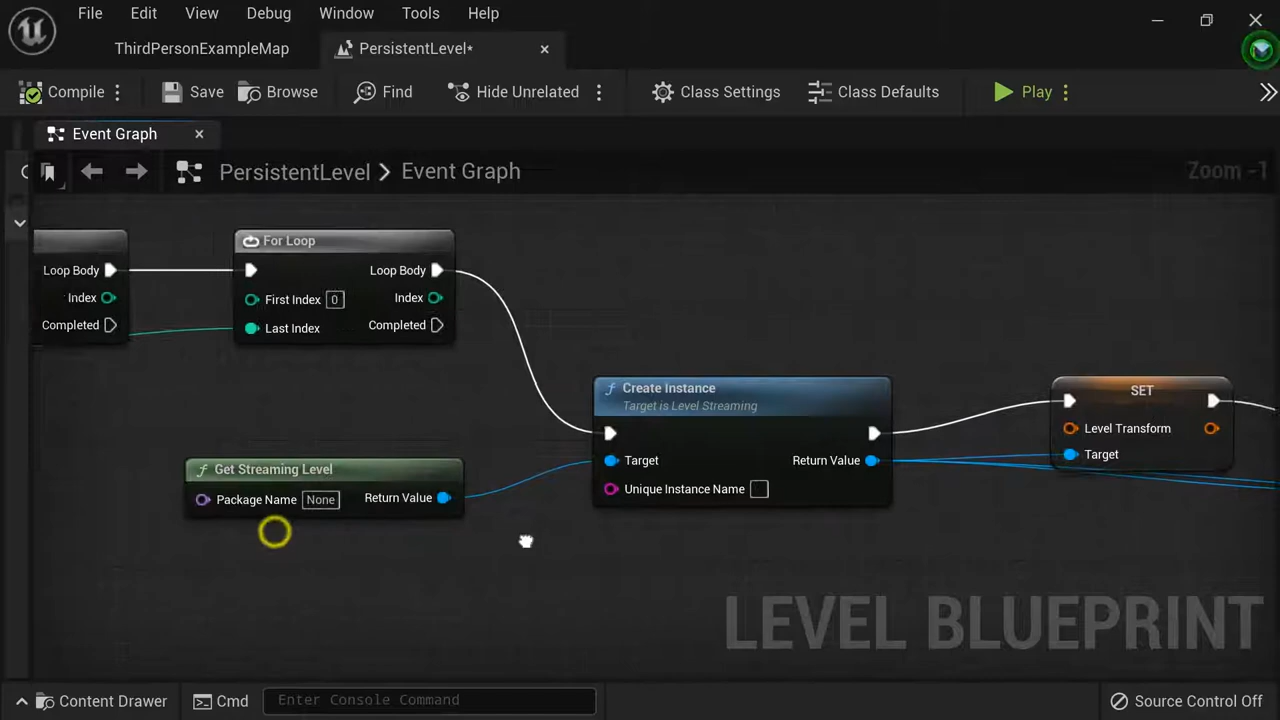 File Edit View Debug Window Tools Help
ThirdPersonExampleMap PersistentLevel*
Compile Save Browse Find Hide Unrelated Class Settings Class Defaults Play
Event Graph
PersistentLevel Event Graph Zoom -1
For Loop
Loop Body
Index
Completed
First Index 0
Last Index
Loop Body
Index
Completed
Create Instance
Target is Level Streaming
Target Return Value
Unique Instance Name
SET
Level Transform
Target
Get Streaming Level
Package Name None Return Value
LEVEL BLUEPRINT
Content Drawer Cmd Enter Console Command Source Control Off